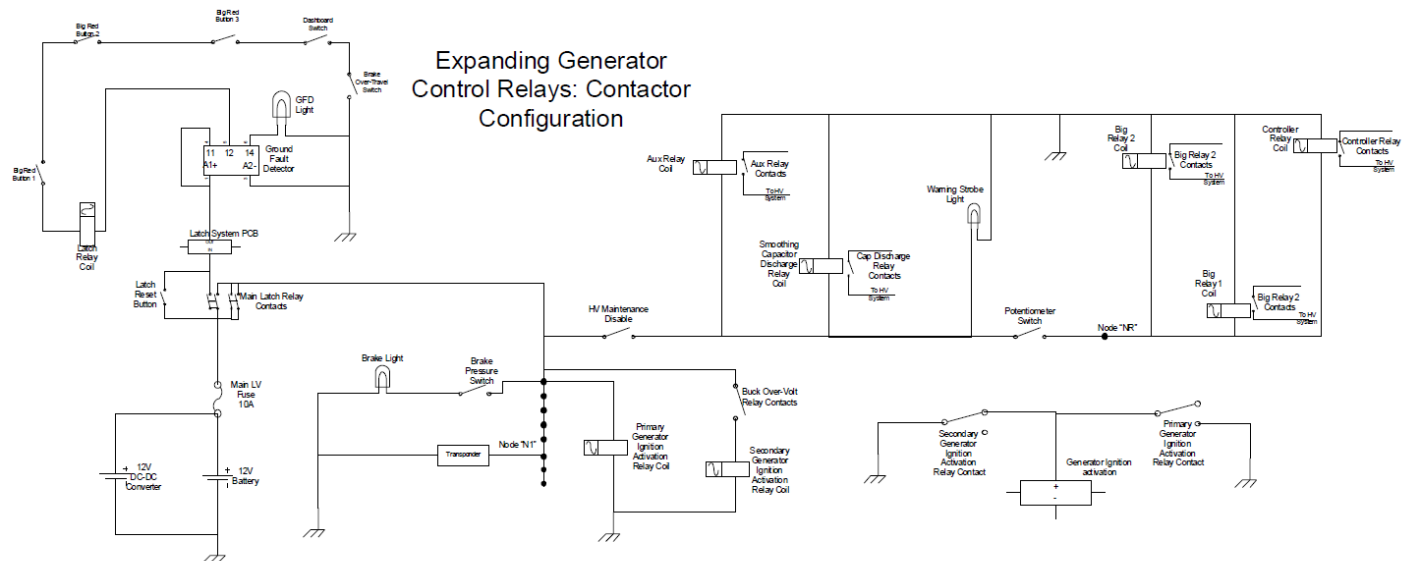 Big Red
Button 2
Big Red
Button 3
Dashboard
Switch
Expanding Generator
Control Relays: Contactor
Configuration
Brake
Over-Travel
Switch
GFD
Light
11 12 14
A1+ A2-
Ground
Fault
Detector
Big Red
Button 1
Latch
Relay
Coil
Latch System PCB
Latch
Reset
Button
Main Latch Relay
Contacts
Main LV
Fuse
10A
12V
DC-DC
Converter
12V
Battery
Aux Relay
Coil
Aux Relay
Contacts
To HV
System
Smoothing
Capacitor
Discharge
Relay
Coil
Cap Discharge
Relay
Contacts
To HV
System
Warning Strobe
Light
Big
Relay 2
Coil
Big Relay 2
Contacts
To HV
System
Controller
Relay
Coil
Controller Relay
Contacts
To HV
System
Big
Relay 1
Coil
Big Relay 2
Contacts
To HV
System
HV Maintenance
Disable
Potentiometer
Switch
Node "NR"
Brake Light
Brake
Pressure
Switch
Node "N1"
Transponder
Primary
Generator
Ignition
Activation
Relay Coil
Buck Over-Volt
Relay Contacts
Secondary
Generator
Ignition
Activation
Relay Coil
Secondary
Generator
Ignition
Activation
Relay Contact
Generator Ignition
activation
+
-
Primary
Generator
Ignition
Activation
Relay Contact